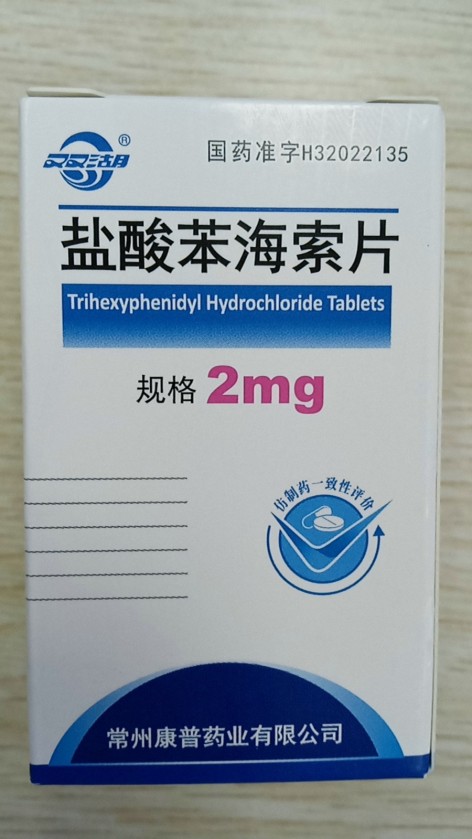 双双湖®
国药准字H32022135
盐酸苯海索片
Trihexyphenidyl Hydrochloride Tablets
规格 2mg
仿制药一致性评价
常州康普药业有限公司